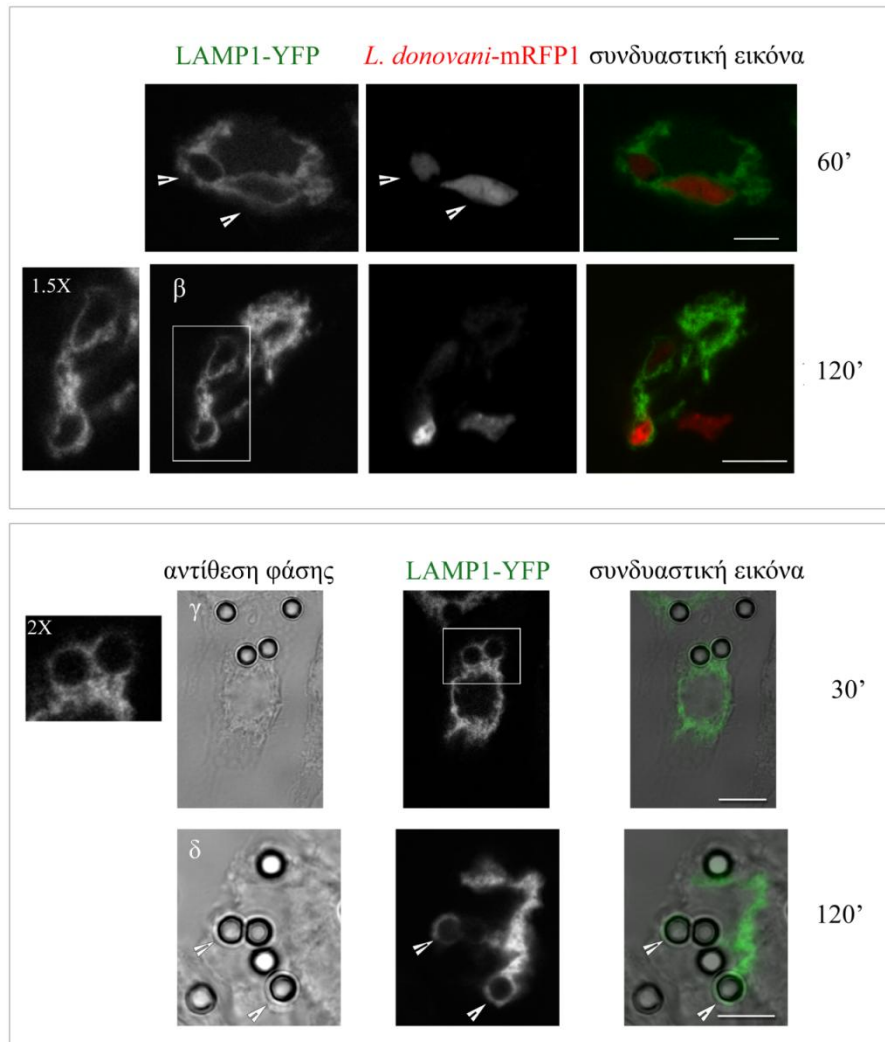 LAMP1-YFP L. donovani-mRFP1 συνδυαστική εικόνα
60’
1.5X
β
120’
αντίθεση φάσης LAMP1-YFP συνδυαστική εικόνα
2X
γ
30’
δ
120’